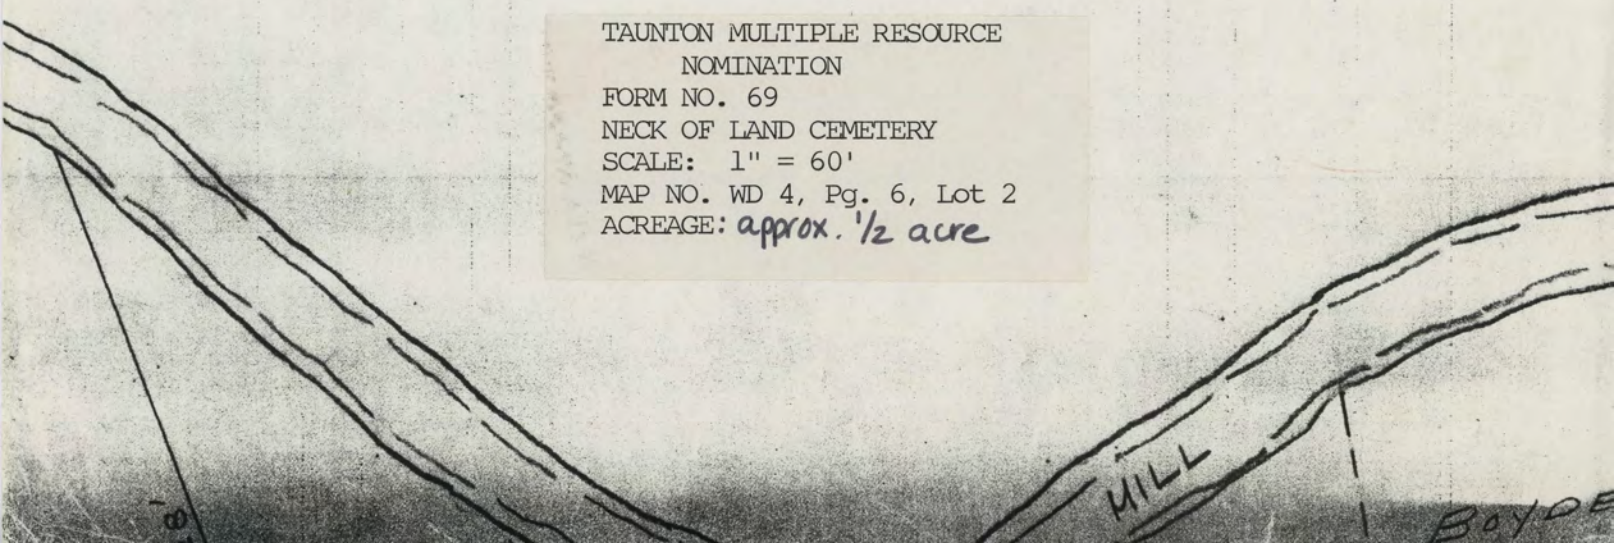 TAUNTON MULTIPLE RESOURCE
NOMINATION
FORM NO. 69
NECK OF LAND CEMETERY
SCALE: 1" = 60'
MAP NO. WD 4, Pg. 6, Lot 2
ACREAGE: approx. 1/2 acre
MILL